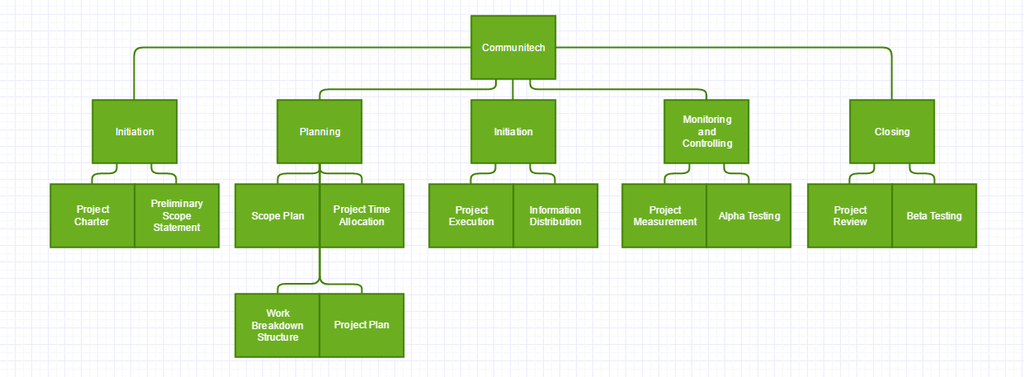 Communitech
Initiation
Planning
Initiation
Monitoring
and
Controlling
Closing
Project
Charter
Preliminary
Scope
Statement
Scope Plan
Project Time
Allocation
Project
Execution
Information
Distribution
Project
Measurement
Alpha Testing
Project
Review
Beta Testing
Work
Breakdown
Structure
Project Plan